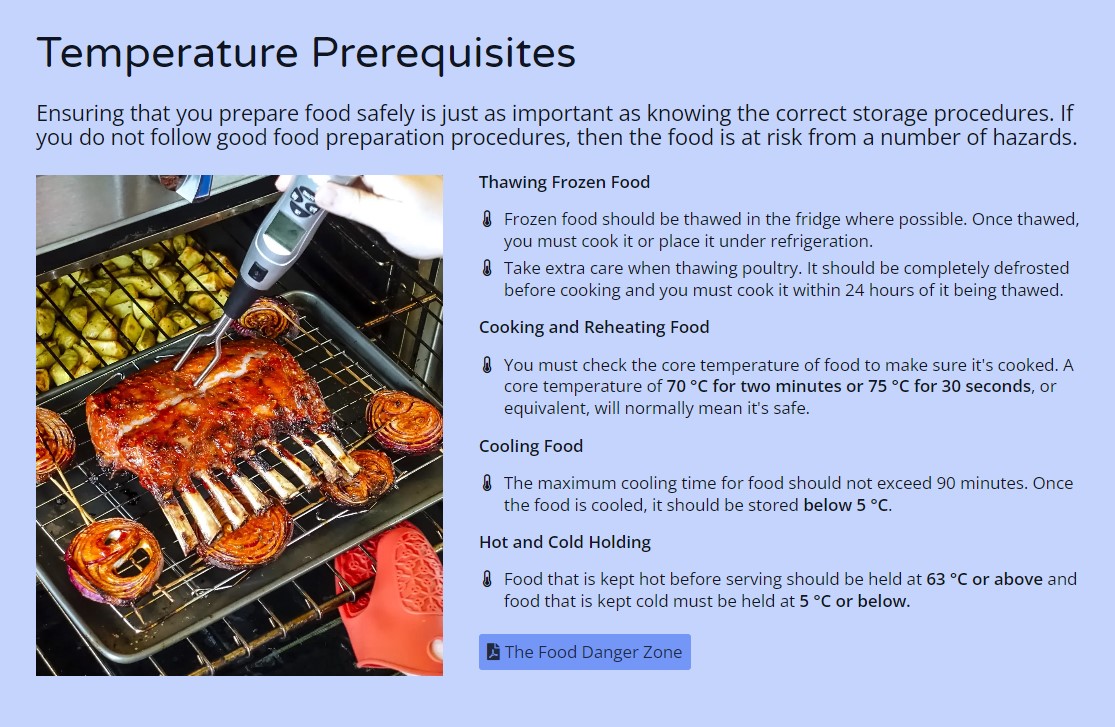 Temperature Prerequisites
Ensuring that you prepare food safely is just as important as knowing the correct storage procedures. If
you do not follow good food preparation procedures, then the food is at risk from a number of hazards.
Thawing Frozen Food
Frozen food should be thawed in the fridge where possible. Once thawed,
you must cook it or place it under refrigeration.
Take extra care when thawing poultry. It should be completely defrosted
before cooking and you must cook it within 24 hours of it being thawed.
Cooking and Reheating Food
You must check the core temperature of food to make sure it's cooked. A
core temperature of 70 °C for two minutes or 75 °C for 30 seconds, or
equivalent, will normally mean it's safe.
Cooling Food
The maximum cooling time for food should not exceed 90 minutes. Once
the food is cooled, it should be stored below 5 °C.
Hot and Cold Holding
Food that is kept hot before serving should be held at 63 °C or above and
food that is kept cold must be held at 5 °C or below.
The Food Danger Zone